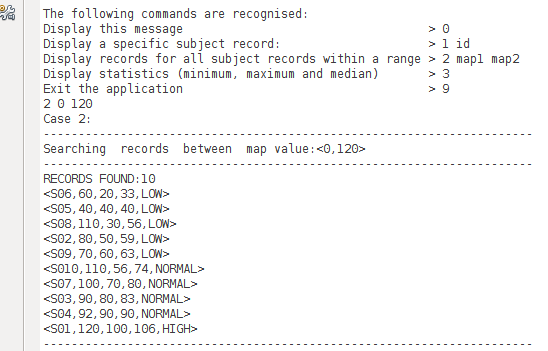 The following commands are recognised:
Display this message > 0
Display a specific subject record: > 1 id
Display records for all subject records within a range > 2 map1 map2
Display statistics (minimum, maximum and median) > 3
Exit the application > 9
2 0 120
Case 2:
--------------------------------------------------------------------
Searching records between map value:<0,120>
--------------------------------------------------------------------
RECORDS FOUND:10
<S06,60,20,33,LOW>
<S05,40,40,40,LOW>
<S08,110,30,56,LOW>
<S02,80,50,59,LOW>
<S09,70,60,63,LOW>
<S010,110,56,74,NORMAL>
<S07,100,70,80,NORMAL>
<S03,90,80,83,NORMAL>
<S04,92,90,90,NORMAL>
<S01,120,100,106,HIGH>
--------------------------------------------------------------------